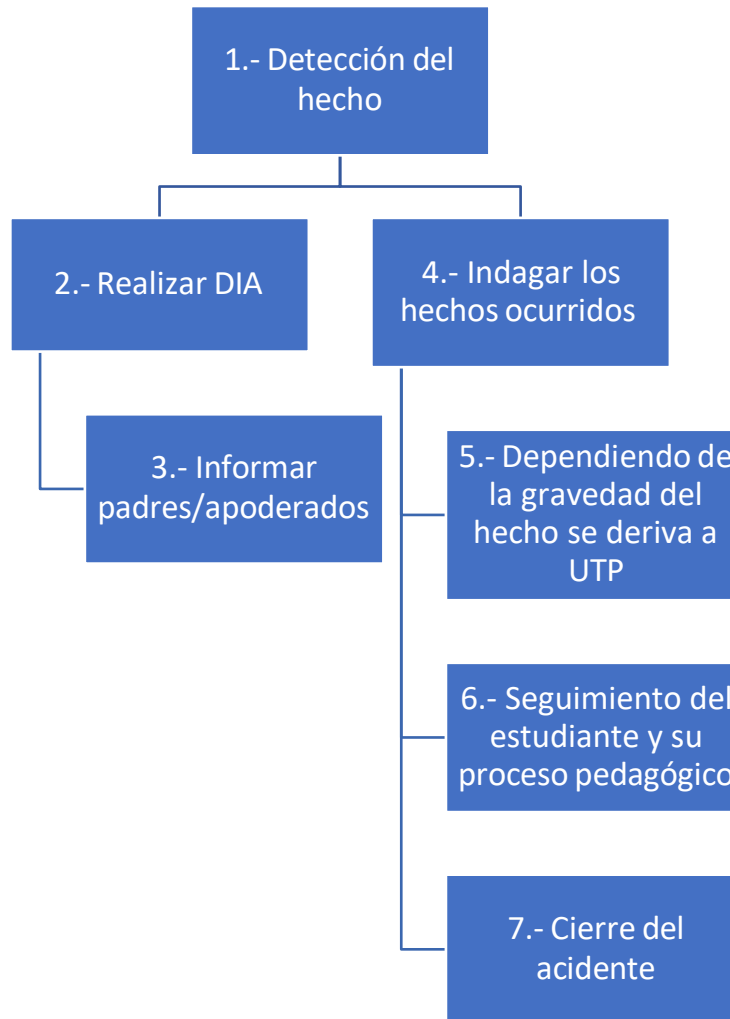 1.- Detección del
hecho
2.- Realizar DIA
3.- Informar
padres/apoderados
4.- Indagar los
hechos ocurridos
5.- Dependiendo de
la gravedad del
hecho se deriva a
UTP
6.- Seguimiento del
estudiante y su
proceso pedagógico
7.- Cierre del
acidente